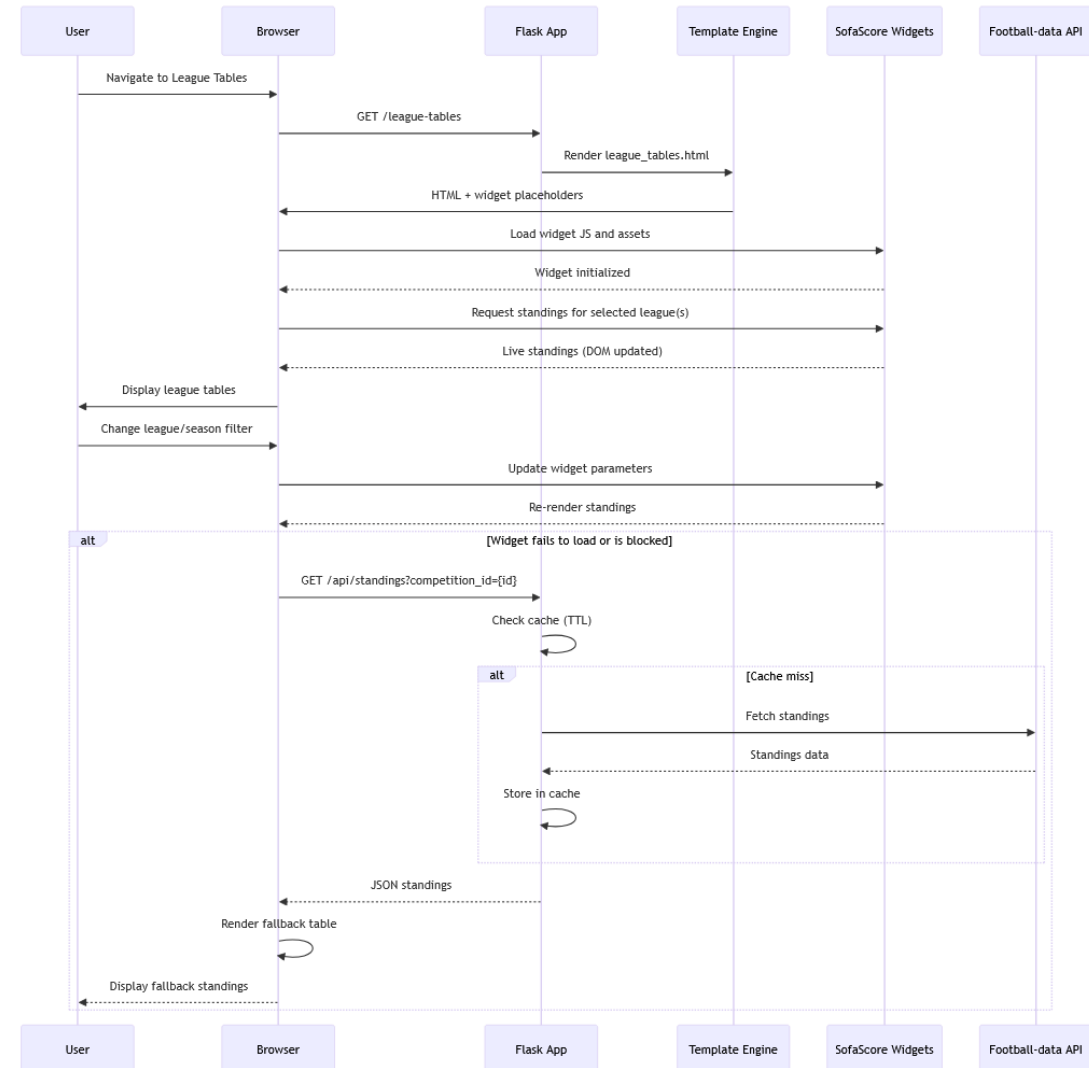 User Browser Flask App Template Engine SofaScore Widgets Football-data API
Navigate to League Tables
GET /league-tables
Render league_tables.html
HTML + widget placeholders
Load widget JS and assets
Widget initialized
Request standings for selected league(s)
Live standings (DOM updated)
Display league tables
Change league/season filter
Update widget parameters
Re-render standings
alt [Widget fails to load or is blocked]
GET /api/standings?competition_id={id}
Check cache (TTL)
alt [Cache miss]
Fetch standings
Standings data
Store in cache
JSON standings
Render fallback table
Display fallback standings
User Browser Flask App Template Engine SofaScore Widgets Football-data API